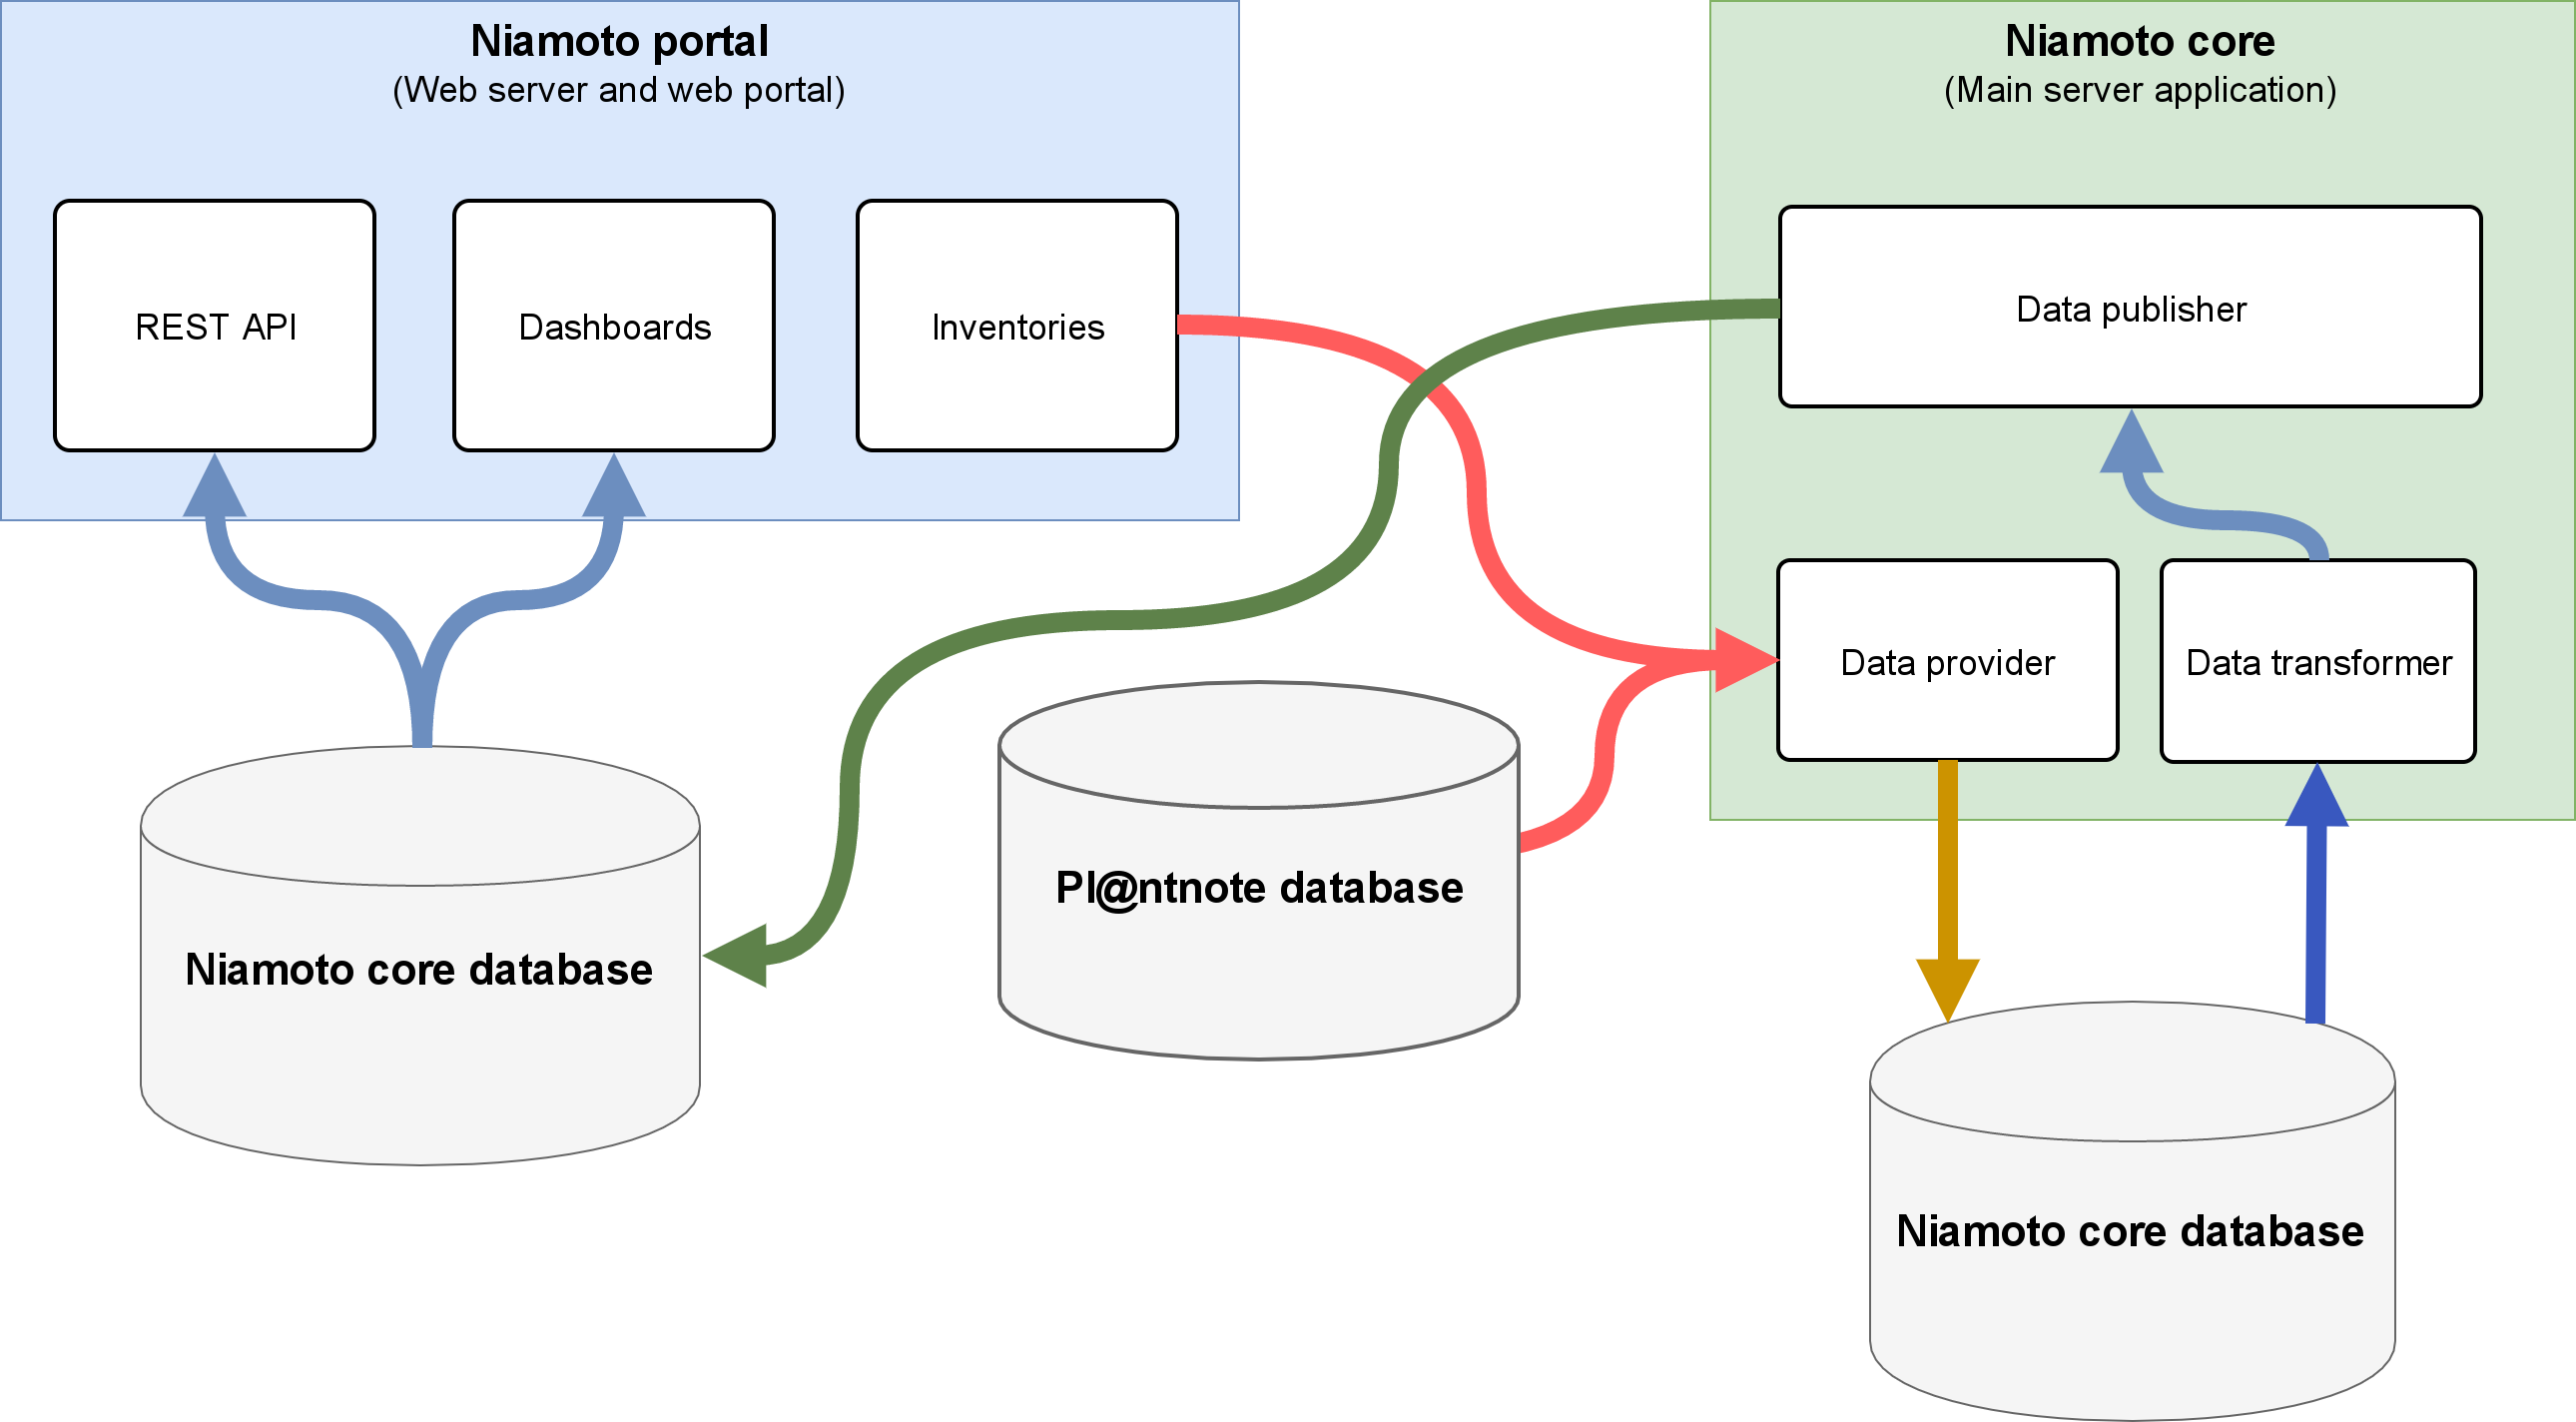 Niamoto portal
(Web server and web portal)
REST API
Dashboards
Inventories
Niamoto core
(Main server application)
Data publisher
Data provider
Data transformer
Niamoto core database
Pl@ntnote database
Niamoto core database